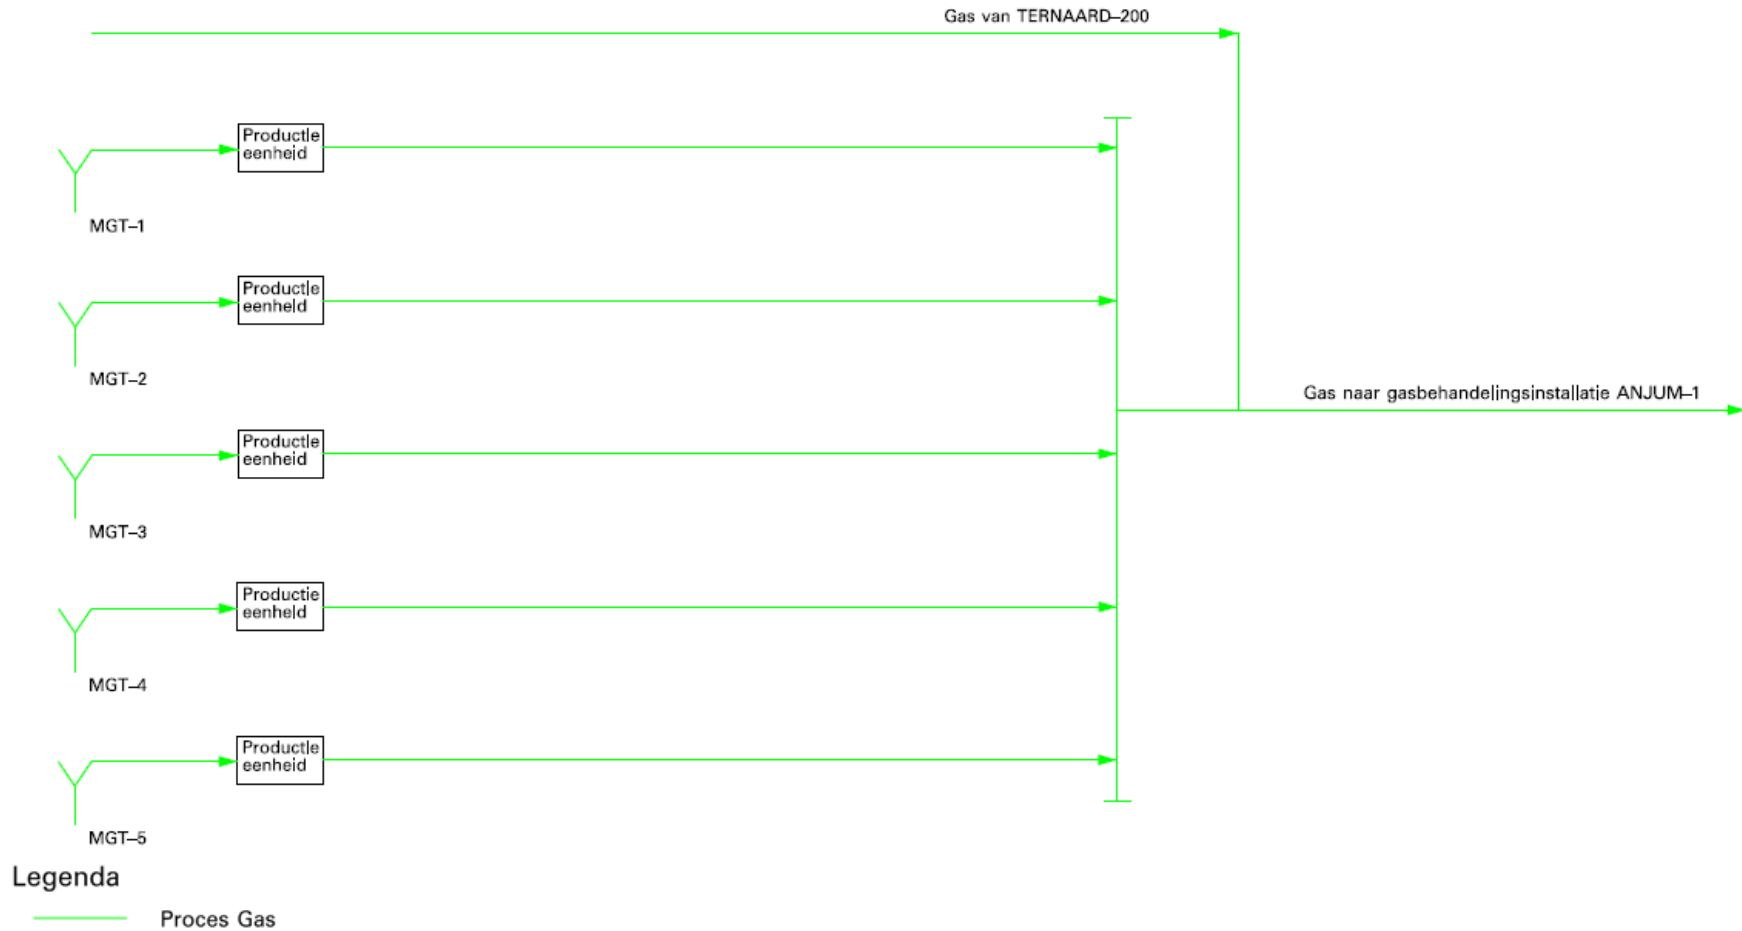 Gas van TERNAARD–200
Productie
eenheid
MGT–1
Productie
eenheid
MGT–2
Gas naar gasbehandelingsinstallatie ANJUM–1
Productie
eenheid
MGT–3
Productie
eenheid
MGT–4
Productie
eenheid
MGT–5
Legenda
Proces Gas